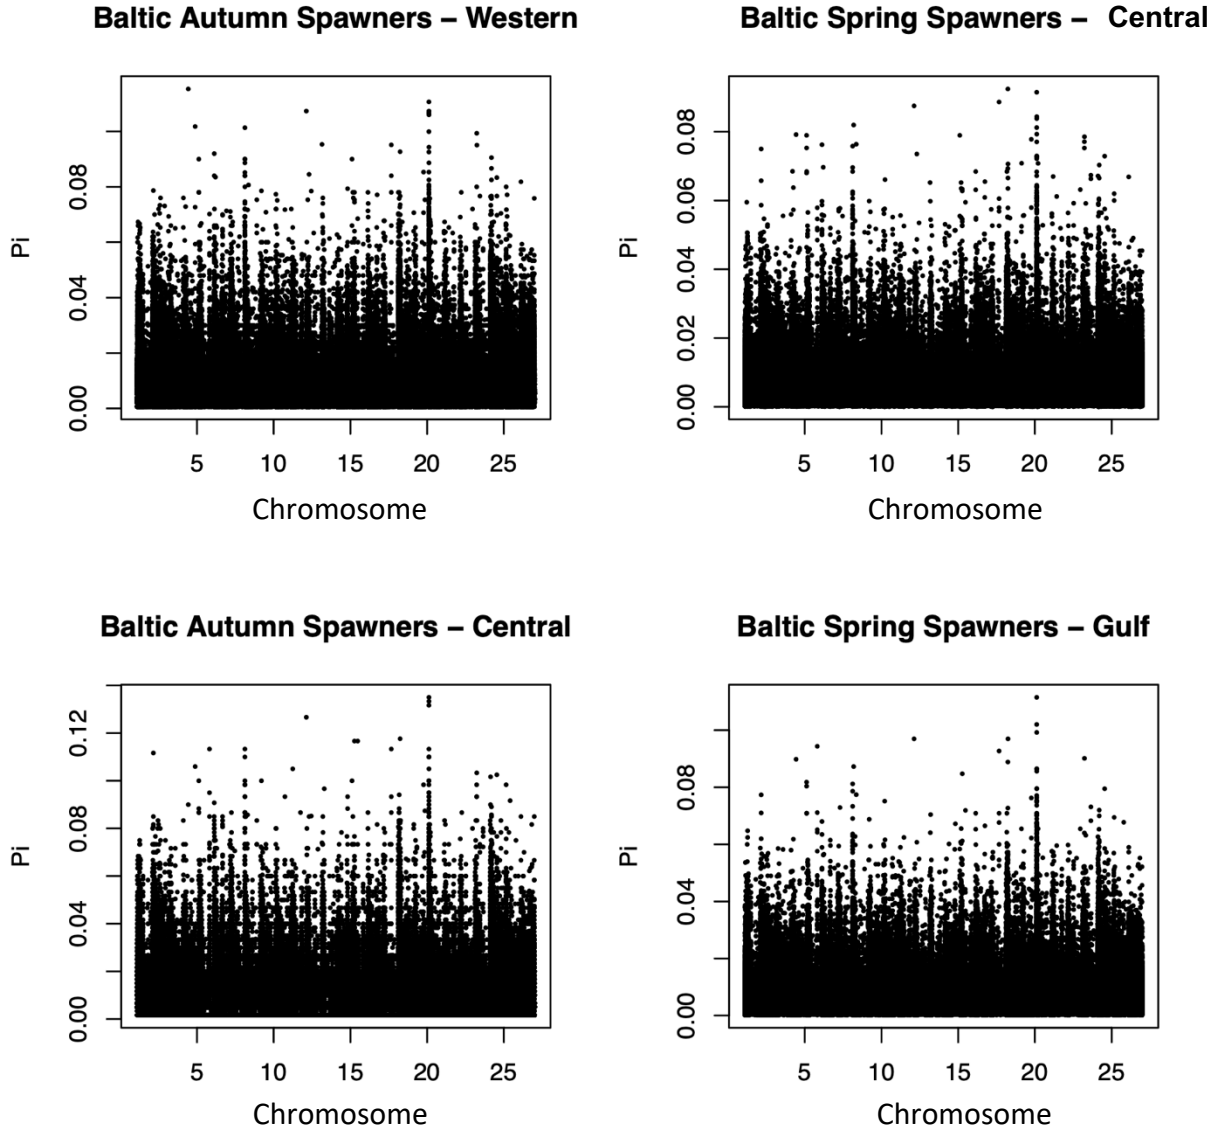 Baltic Autumn Spawners – Western
Pi
0.08
0.04
0.00
5 10 15 20 25
Chromosome
Baltic Spring Spawners – Central
Pi
0.08
0.06
0.04
0.02
0.00
5 10 15 20 25
Chromosome
Baltic Autumn Spawners – Central
Pi
0.12
0.08
0.04
0.00
5 10 15 20 25
Chromosome
Baltic Spring Spawners – Gulf
Pi
0.08
0.04
0.00
5 10 15 20 25
Chromosome